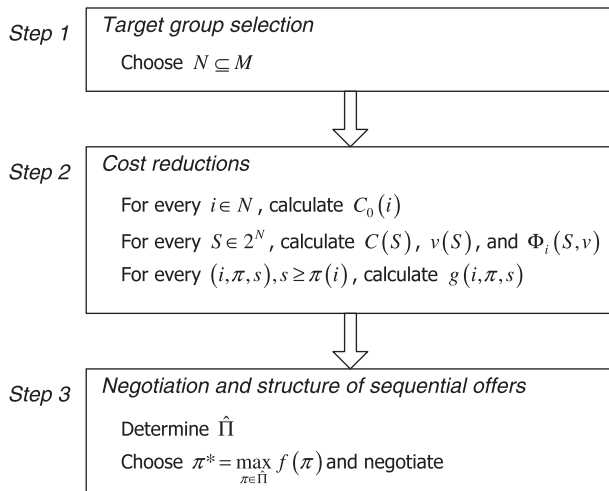 Step 1
Target group selection
Choose N ⊆ M
Step 2
Cost reductions
For every i ∈ N , calculate C₀(i)
For every S ∈ 2ᴺ , calculate C(S), v(S), and Φᵢ(S,v)
For every (i,π,s), s ≥ π(i), calculate g(i,π,s)
Step 3
Negotiation and structure of sequential offers
Determine Π̂
Choose π* = max f(π) and negotiate
π∈Π̂